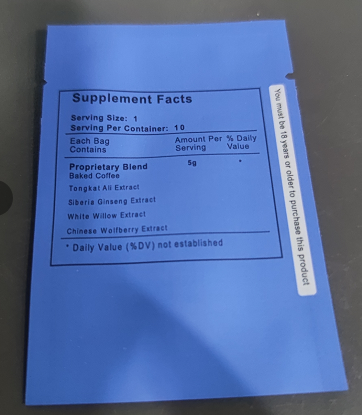 Supplement Facts
Serving Size: 1
Serving Per Container: 10
Each Bag Contains
Amount Per Serving
% Daily Value
Proprietary Blend 5g *
Baked Coffee
Tongkat Ali Extract
Siberia Ginseng Extract
White Willow Extract
Chinese Wolfberry Extract
* Daily Value (%DV) not established
You must be 18 years or older to purchase this product